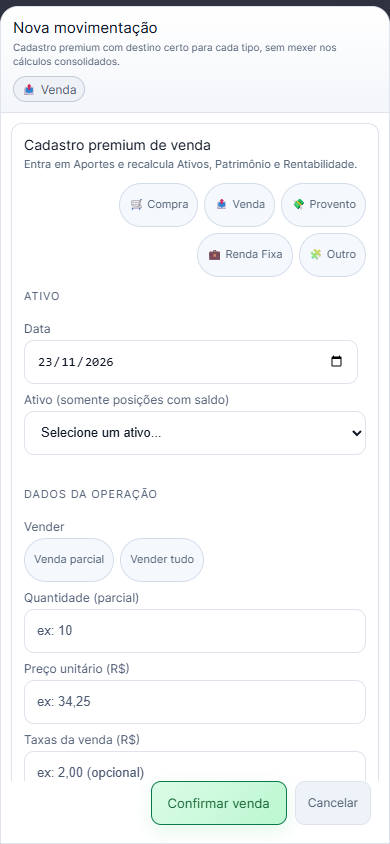 Nova movimentação
Cadastro premium com destino certo para cada tipo, sem mexer nos
cálculos consolidados.
Venda
Cadastro premium de venda
Entra em Aportes e recalcula Ativos, Patrimônio e Rentabilidade.
Compra
Venda
Provento
Renda Fixa
Outro
ATIVO
Data
23/11/2026
Ativo (somente posições com saldo)
Selecione um ativo...
DADOS DA OPERAÇÃO
Vender
Venda parcial
Vender tudo
Quantidade (parcial)
ex: 10
Preço unitário (R$)
ex: 34,25
Taxas da venda (R$)
ex: 2,00 (opcional)
Confirmar venda
Cancelar